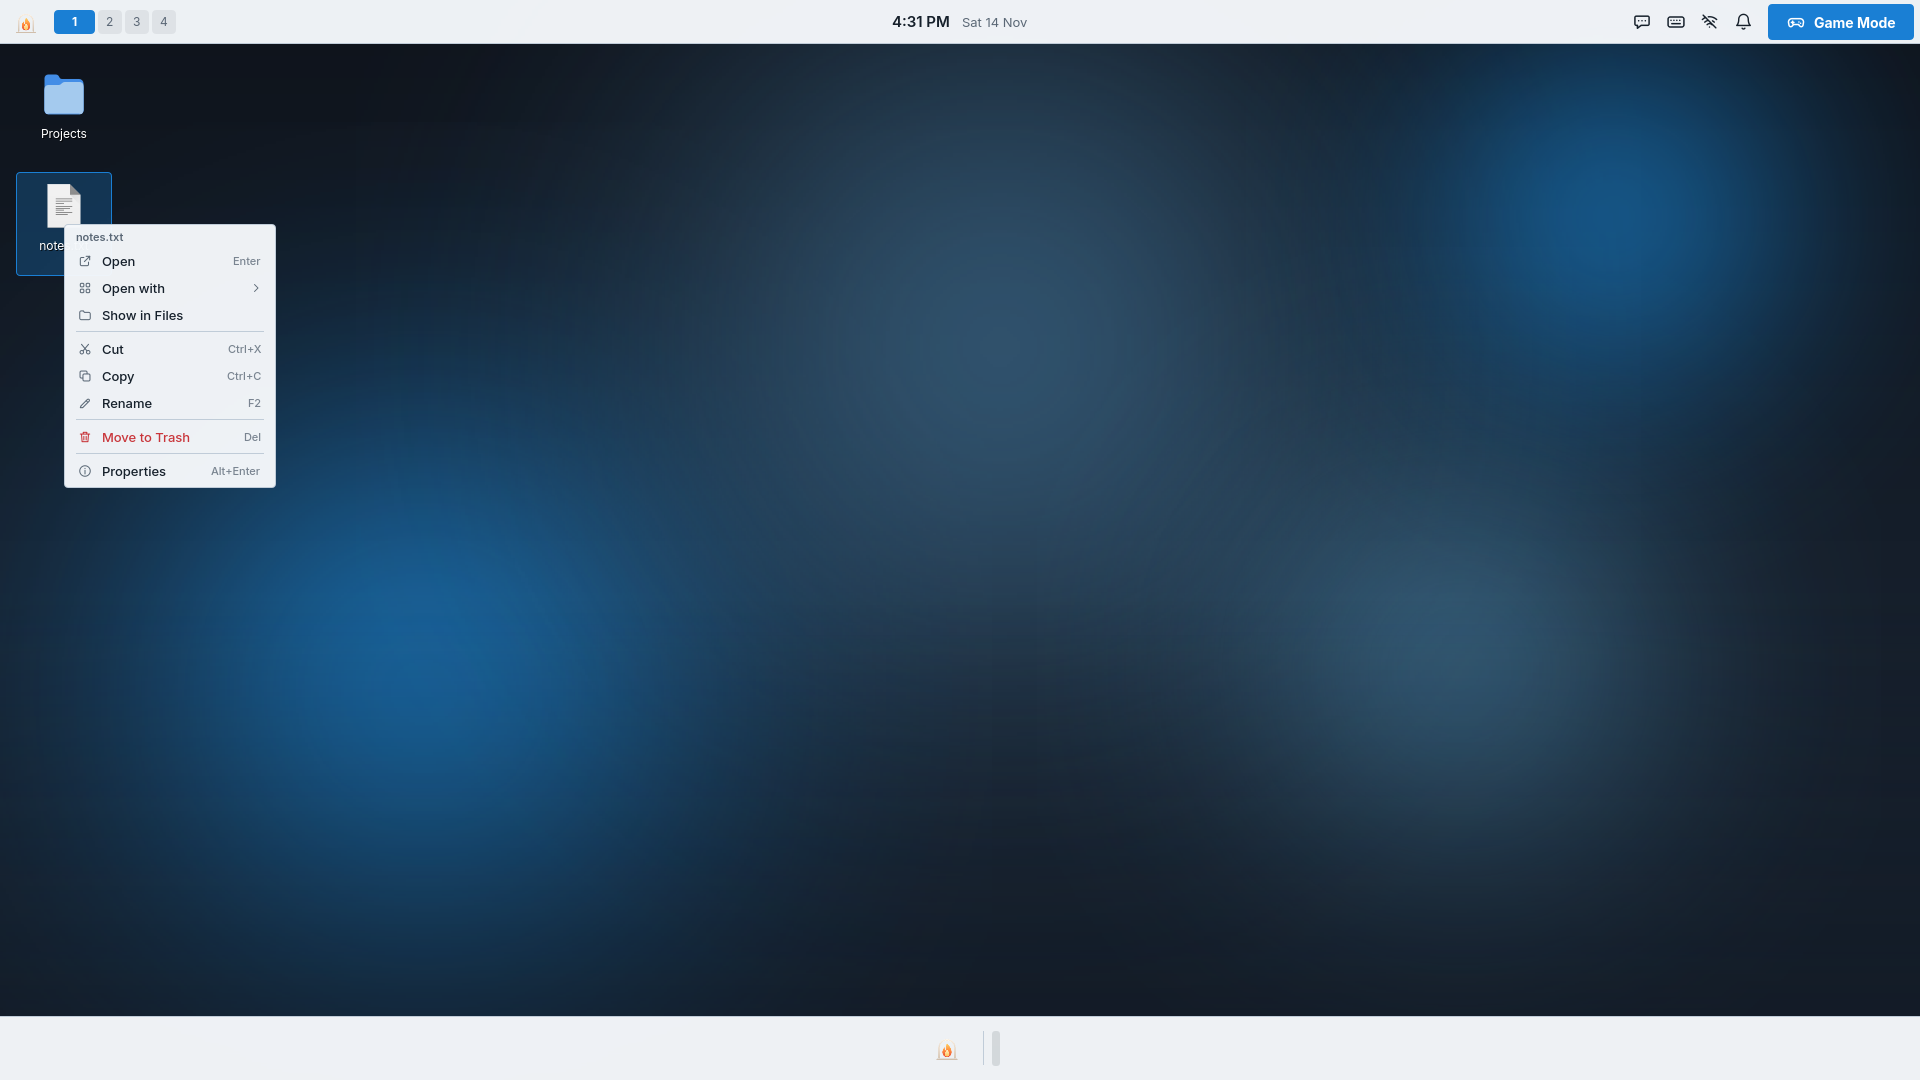 1 2 3 4
4:31 PM Sat 14 Nov
Game Mode
Projects
note
notes.txt
Open Enter
Open with
Show in Files
Cut Ctrl+X
Copy Ctrl+C
Rename F2
Move to Trash Del
Properties Alt+Enter